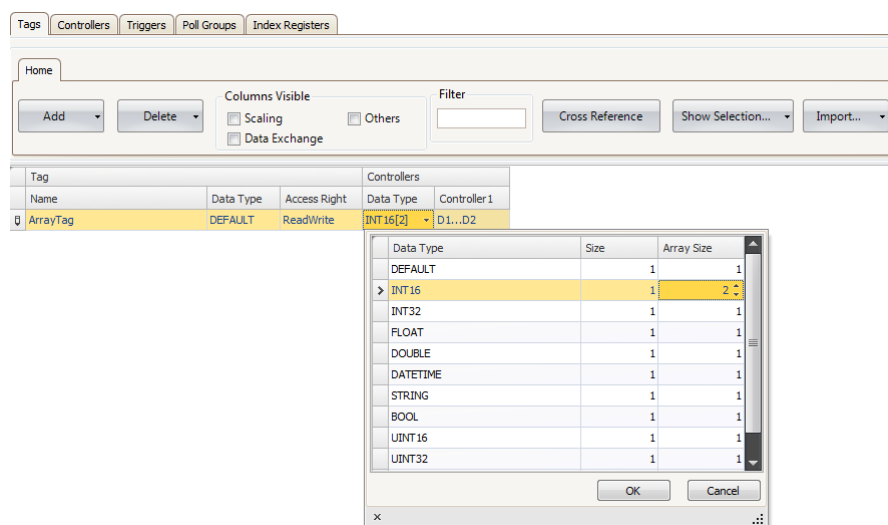 Tags Controllers Triggers Poll Groups Index Registers
Home
Columns Visible Filter
Add Delete Scaling Others Cross Reference Show Selection... Import...
Data Exchange
Tag Controllers
Name Data Type Access Right Data Type Controller1
ArrayTag DEFAULT ReadWrite INT16[2] D1...D2
Data Type Size Array Size
DEFAULT 1 1
INT16 1 2
INT32 1 1
FLOAT 1 1
DOUBLE 1 1
DATETIME 1 1
STRING 1 1
BOOL 1 1
UINT16 1 1
UINT32 1 1
OK Cancel